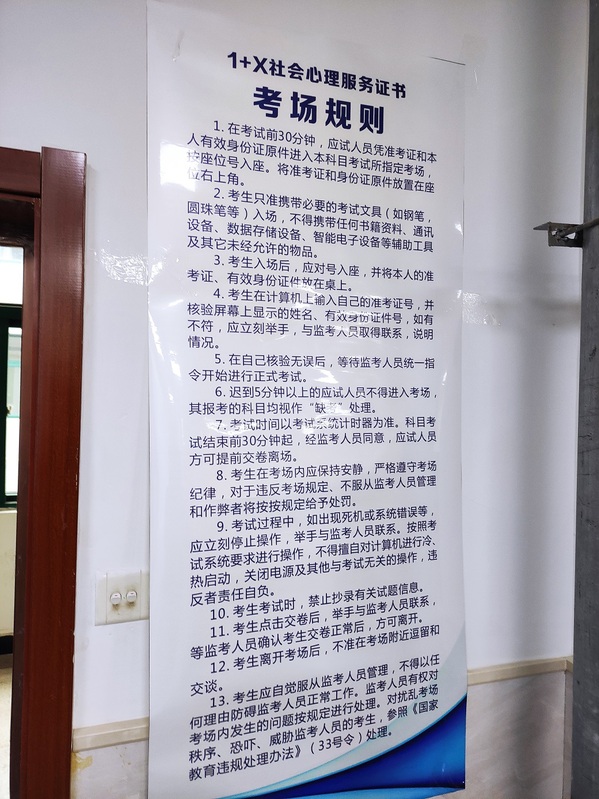 1+X社会心理服务证书
考场规则
1. 在考试前30分钟，应试人员凭准考证和本
人有效身份证原件进入本科目考试所指定考场，
按座位号入座。将准考证和身份证原件放置在座
位右上角。
2. 考生只准携带必要的考试文具（如钢笔，
圆珠笔等）入场，不得携带任何书籍资料、通讯
设备、数据存储设备、智能电子设备等辅助工具
及其它未经允许的物品。
3. 考生入场后，应对号入座，并将本人的准
考证、有效身份证件放在桌上。
4. 考生在计算机上输入自己的准考证号，并
核验屏幕上显示的姓名、有效身份证件号，如有
不符，应立刻举手，与监考人员取得联系，说明
情况。
5. 在自己核验无误后，等待监考人员统一指
令开始进行正式考试。
6. 迟到5分钟以上的应试人员不得进入考场，
其报考的科目均视作“缺考”处理。
7. 考试时间以考试系统计时器为准。科目考
试结束前30分钟起，经监考人员同意，应试人员
方可提前交卷离场。
8. 考生在考场内应保持安静，严格遵守考场
纪律，对于违反考场规定、不服从监考人员管理
和作弊者将按按规定给予处罚。
9. 考试过程中，如出现死机或系统错误等，
应立刻停止操作，举手与监考人员联系。按照考
试系统要求进行操作，不得擅自对计算机进行冷、
热启动，关闭电源及其他与考试无关的操作，违
反者责任自负。
10. 考生考试时，禁止抄录有关试题信息。
11. 考生点击交卷后，举手与监考人员联系，
等监考人员确认考生交卷正常后，方可离开。
12. 考生离开考场后，不准在考场附近逗留和
交谈。
13. 考生应自觉服从监考人员管理，不得以任
何理由防碍监考人员正常工作。监考人员有权对
考场内发生的问题按规定进行处理。对扰乱考场
秩序、恐吓、威胁监考人员的考生，参照《国家
教育违规处理办法》（33号令）处理。